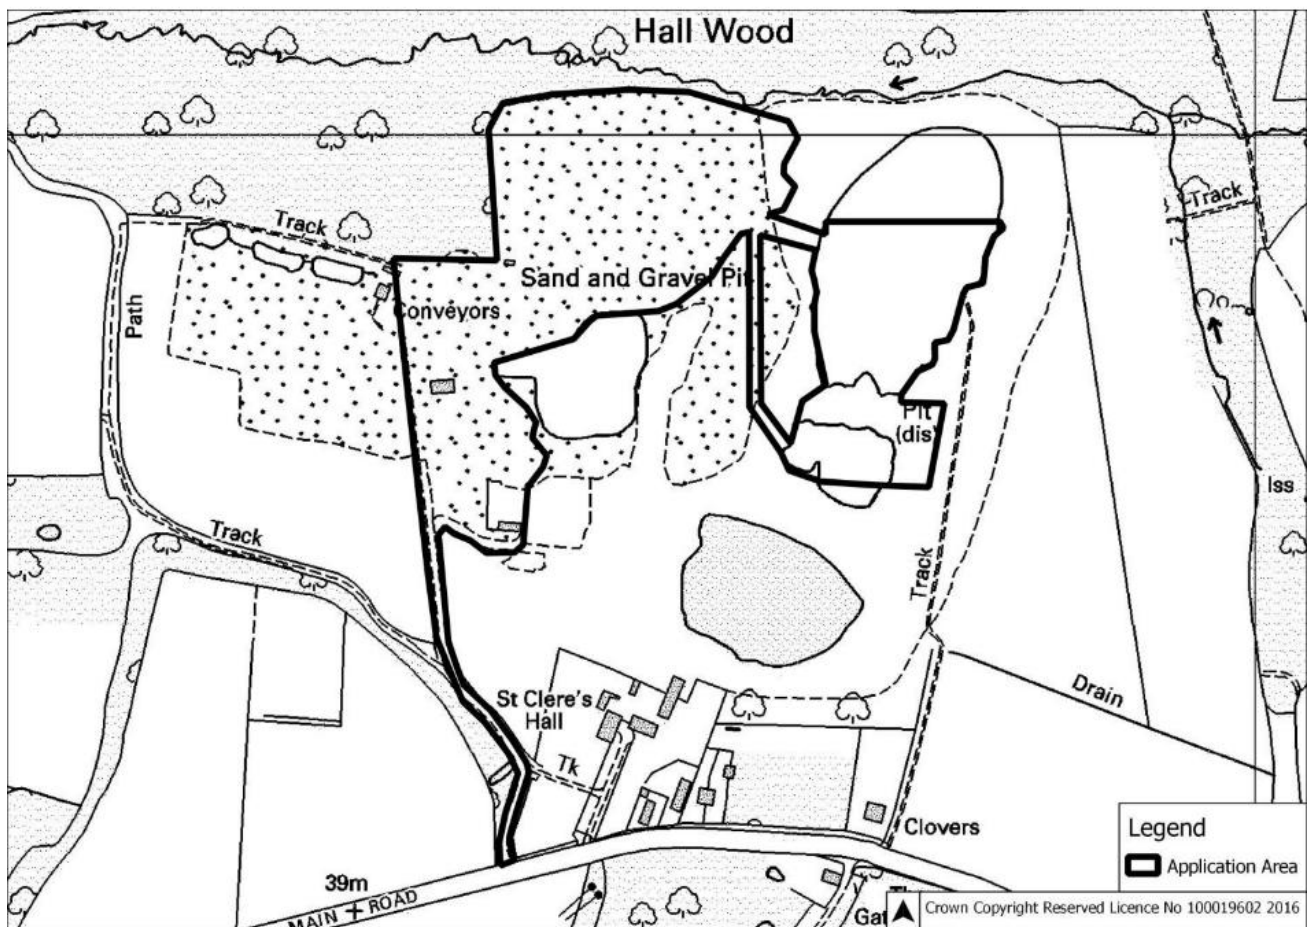 Hall Wood
Track
Track
Sand and Gravel Pit
Conveyors
Path
Pit
(dis)
Iss
Track
Track
St Clere's
Hall
Drain
Tk
Clovers
Legend
Application Area
39m
MAIN ROAD
Crown Copyright Reserved Licence No 100019602 2016